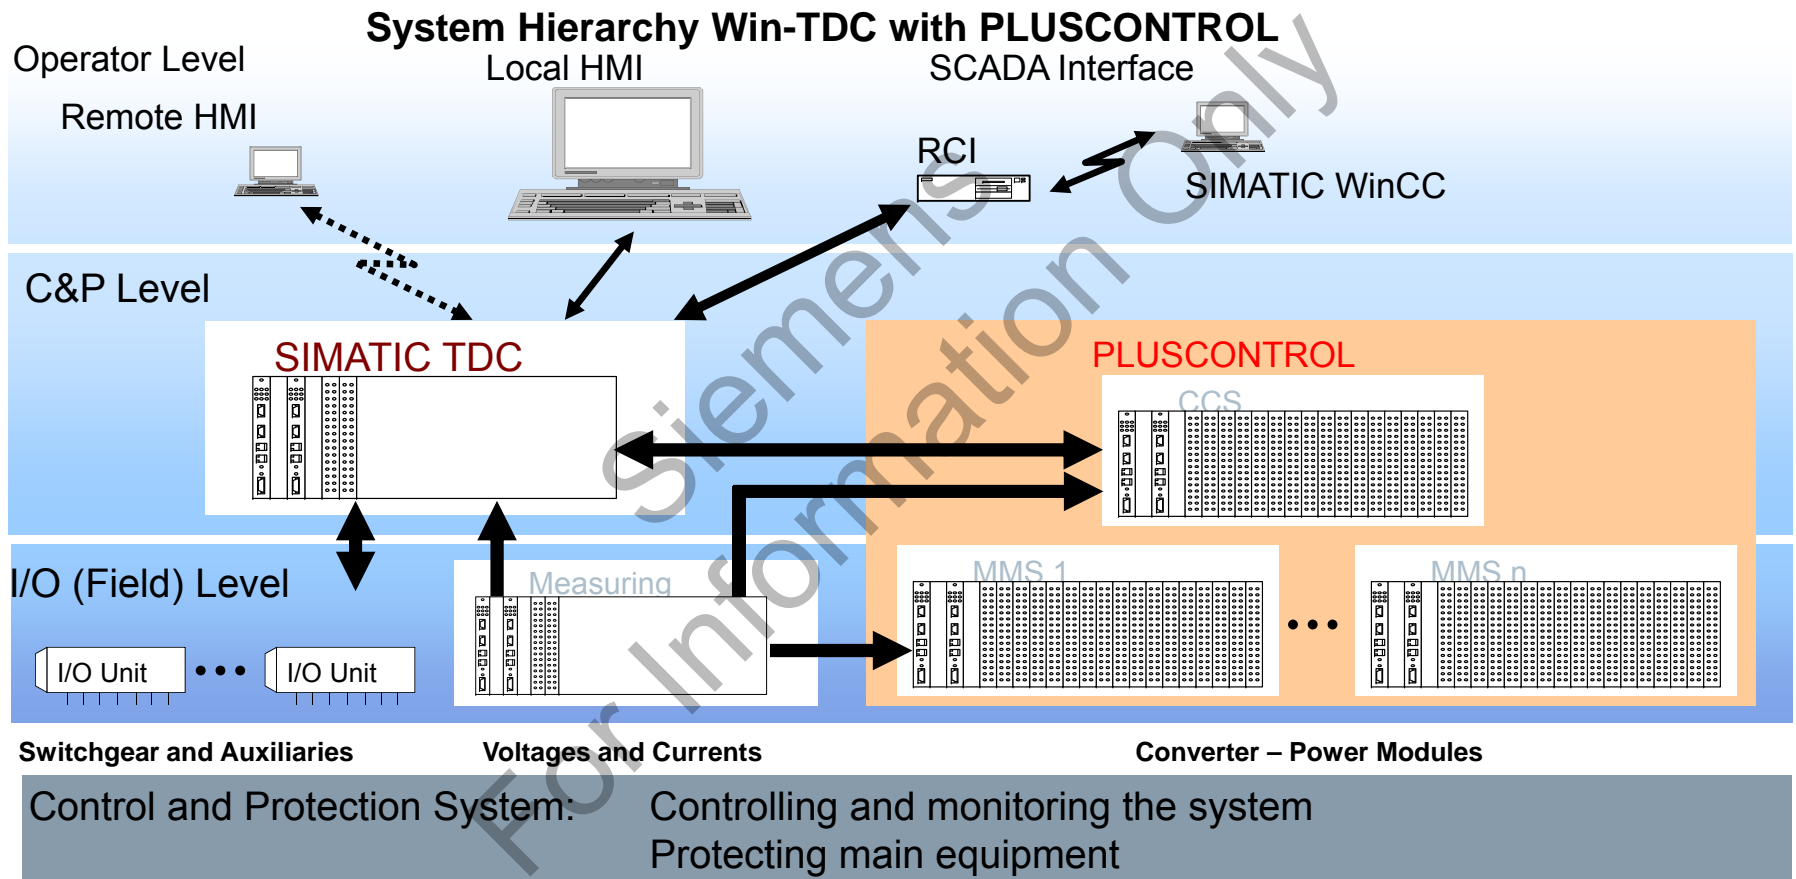 System Hierarchy Win-TDC with PLUSCONTROL
Operator Level
Local HMI
SCADA Interface
Remote HMI
RCI
SIMATIC WinCC
C&P Level
SIMATIC TDC
PLUSCONTROL
CCS
I/O (Field) Level
Measuring
MMS 1
MMS n
I/O Unit
I/O Unit
Switchgear and Auxiliaries
Voltages and Currents
Converter – Power Modules
Control and Protection System:
Controlling and monitoring the system
Protecting main equipment
Siemens
For Information Only